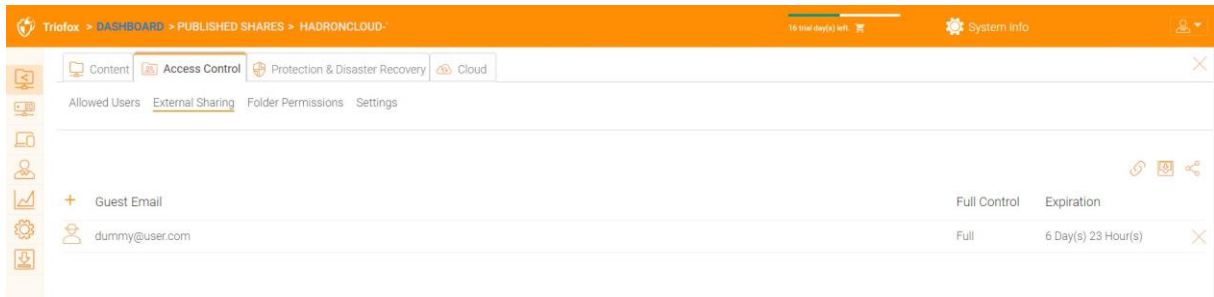 Triofox > DASHBOARD > PUBLISHED SHARES > HADRONCLOUD-'
16 trial day(s) left.
System Info
Content Access Control Protection & Disaster Recovery Cloud
Allowed Users External Sharing Folder Permissions Settings
+ Guest Email Full Control Expiration
dummy@user.com Full 6 Day(s) 23 Hour(s)